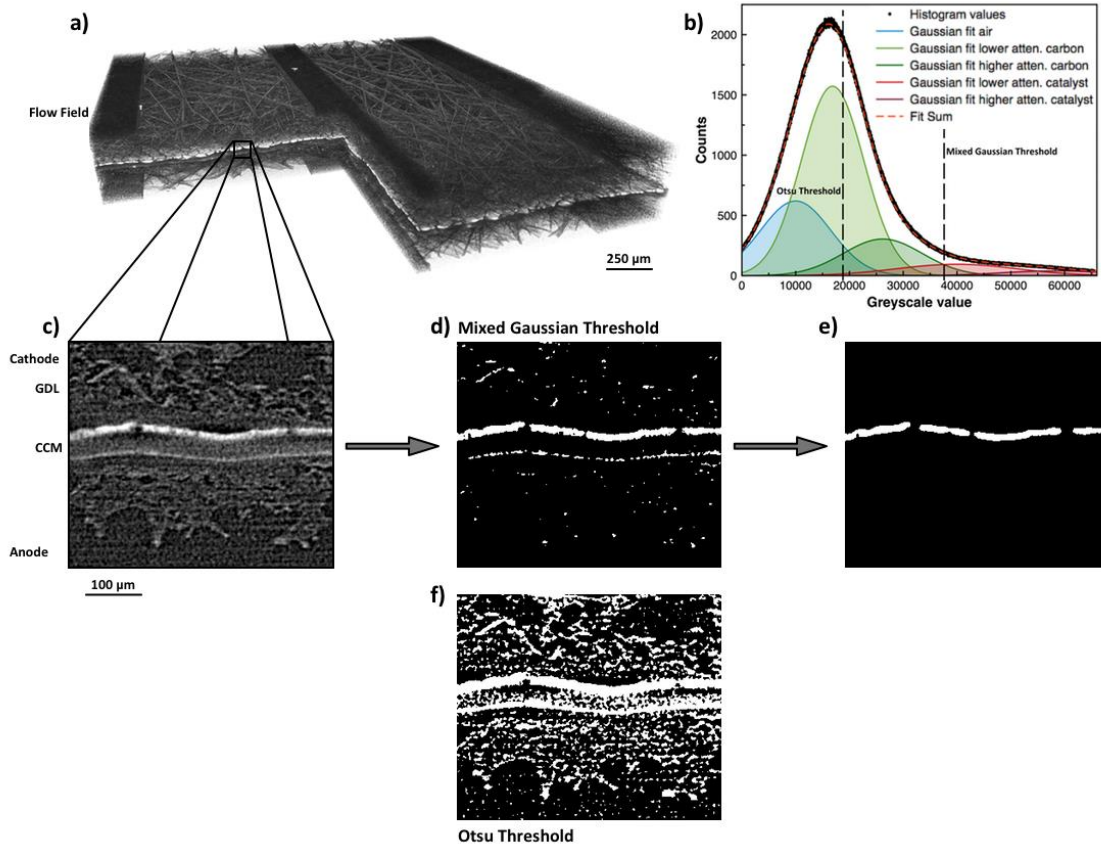 a)
Flow Field
250 µm
b)
Histogram values
Gaussian fit air
Gaussian fit lower atten. carbon
Gaussian fit higher atten. carbon
Gaussian fit lower atten. catalyst
Gaussian fit higher atten. catalyst
Fit Sum
Mixed Gaussian Threshold
Otsu Threshold
Counts
2000
1500
1000
500
0
0 10000 20000 30000 40000 50000 60000
Greyscale value
c)
Cathode
GDL
CCM
Anode
100 µm
d) Mixed Gaussian Threshold
e)
f)
Otsu Threshold